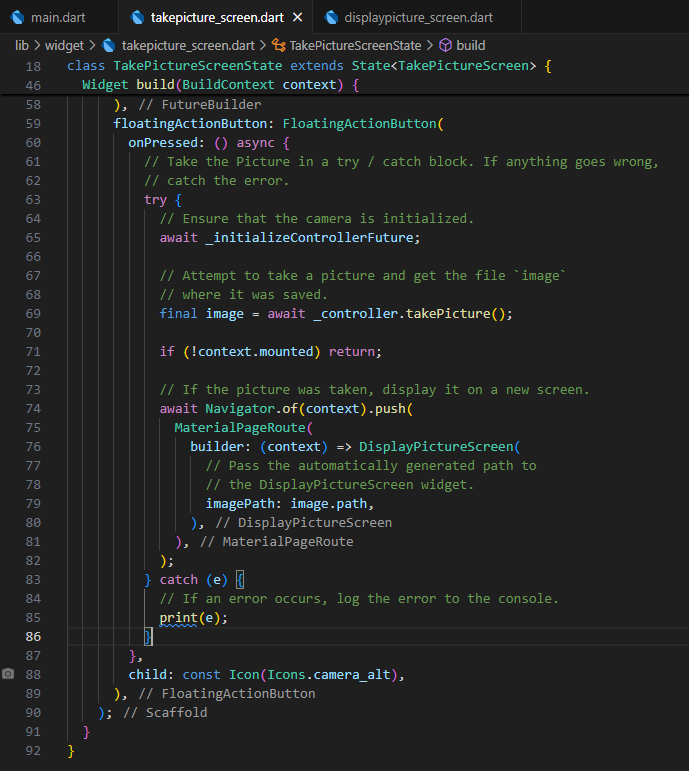 main.dart
takepicture_screen.dart
displaypicture_screen.dart
lib > widget > takepicture_screen.dart > TakePictureScreenState > build
18 class TakePictureScreenState extends State<TakePictureScreen> {
46   Widget build(BuildContext context) {
58       ), // FutureBuilder
59       floatingActionButton: FloatingActionButton(
60         onPressed: () async {
61           // Take the Picture in a try / catch block. If anything goes wrong,
62           // catch the error.
63           try {
64             // Ensure that the camera is initialized.
65             await _initializeControllerFuture;
66
67             // Attempt to take a picture and get the file `image`
68             // where it was saved.
69             final image = await _controller.takePicture();
70
71             if (!context.mounted) return;
72
73             // If the picture was taken, display it on a new screen.
74             await Navigator.of(context).push(
75               MaterialPageRoute(
76                 builder: (context) => DisplayPictureScreen(
77                   // Pass the automatically generated path to
78                   // the DisplayPictureScreen widget.
79                   imagePath: image.path,
80                 ), // DisplayPictureScreen
81               ), // MaterialPageRoute
82             );
83           } catch (e) {
84             // If an error occurs, log the error to the console.
85             print(e);
86           }
87         },
88         child: const Icon(Icons.camera_alt),
89       ), // FloatingActionButton
90     ); // Scaffold
91   }
92 }